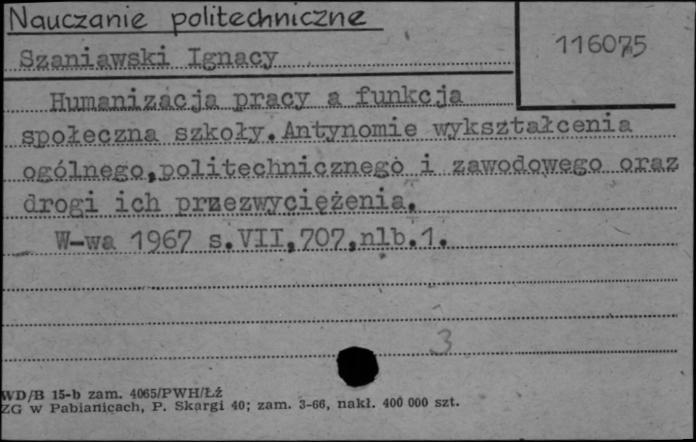 Nauczanie politechniczne
116075
Szaniawski Ignacy
Humanizacja pracy a funkcja
społeczna szkoły. Antynomie wykształcenia
ogólnego, politechnicznego i zawodowego oraz
drogi ich przezwyciężenia.
W-wa 1967 s. VII, 707, nlb. 1.
3
WD/B 15-b zam. 4065/PWH/Łź
ZG w Pabianicach, P. Skargi 40; zam. 3-66, nakł. 400 000 szt.